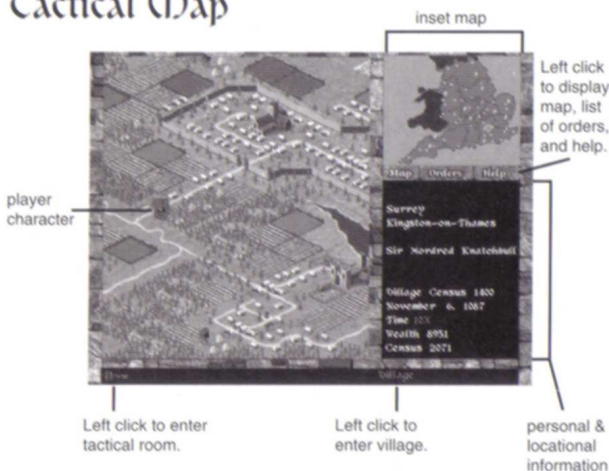 Tactical Map
inset map
Left click
to display
map, list
of orders,
and help.
Map Orders Help
player
character
Surrey
Kingston-on-Thames
Sir Mordred Knatchbull
Village Census 1400
November 6, 1087
Time 10%
Wealth 8951
Census 2071
Village
Left click to enter
tactical room.
Left click to
enter village.
personal &
locational
information